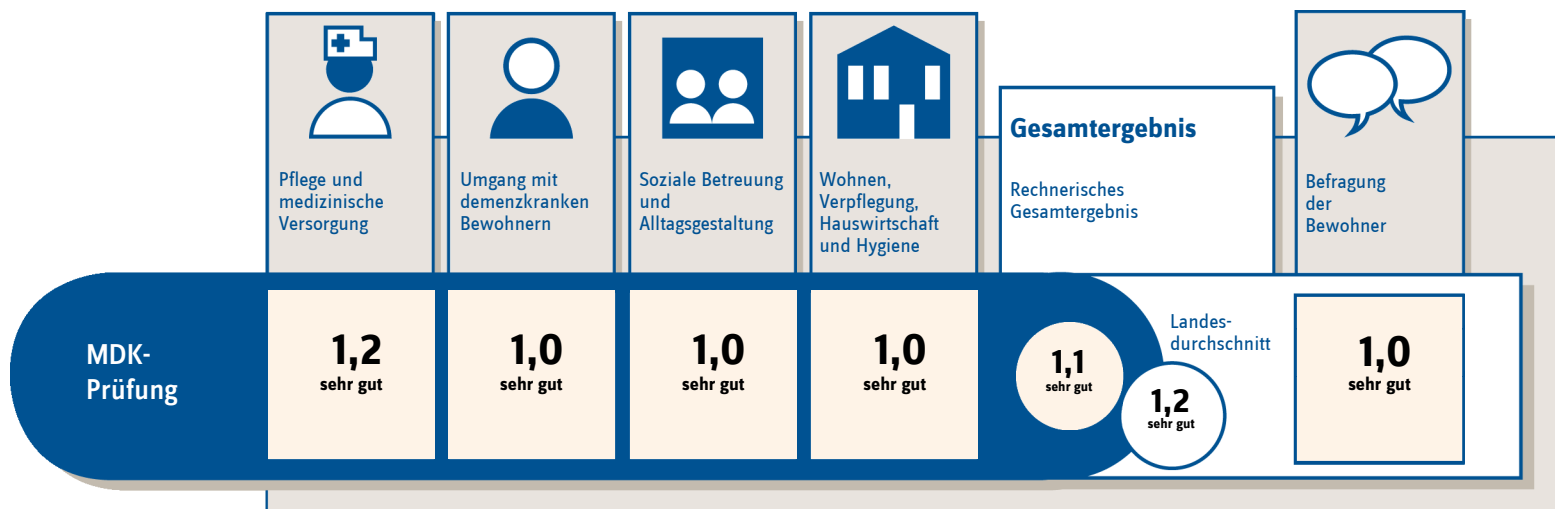 Pflege und
medizinische
Versorgung
Umgang mit
demenzkranken
Bewohnern
Soziale Betreuung
und
Alltagsgestaltung
Wohnen,
Verpflegung,
Hauswirtschaft
und Hygiene
Gesamtergebnis
Rechnerisches
Gesamtergebnis
Befragung
der
Bewohner
MDK-
Prüfung
1,2
sehr gut
1,0
sehr gut
1,0
sehr gut
1,0
sehr gut
1,1
sehr gut
Landes-
durchschnitt
1,2
sehr gut
1,0
sehr gut